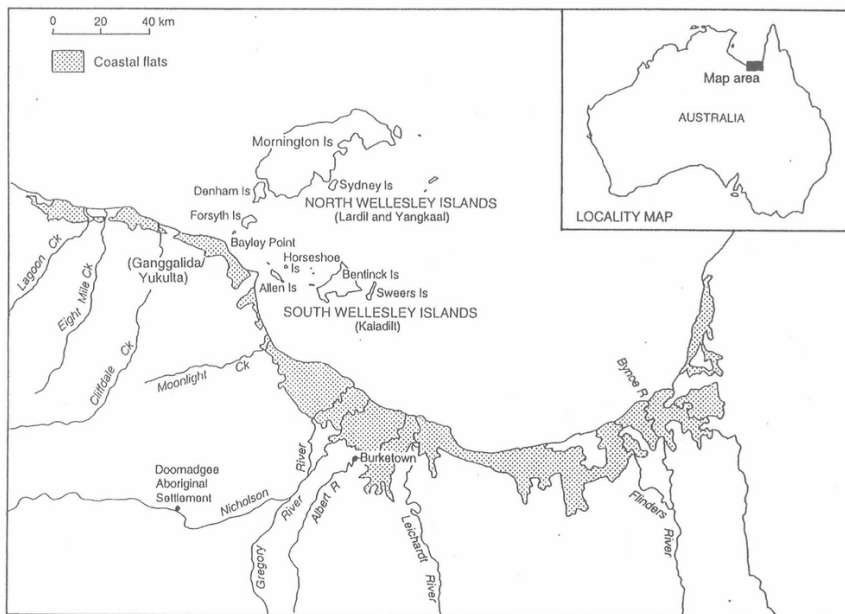 0 20 40 km
Coastal flats
Map area
AUSTRALIA
LOCALITY MAP
Mornington Is
Denham Is
Sydney Is
NORTH WELLESLEY ISLANDS
(Lardil and Yangkaal)
Forsyth Is
Bayley Point
Horseshoe
Is
Bentinck Is
Allen Is
Sweers Is
SOUTH WELLESLEY ISLANDS
(Kaladilt)
(Ganggalida/
Yukulta)
Lagoon Ck
Eight Mile Ck
Cliffdale Ck
Moonlight Ck
Bynoe R
Doomadgee
Aboriginal
Settlement
Nicholson River
Gregory River
Albert R
Burketown
Leichardt River
Flinders River